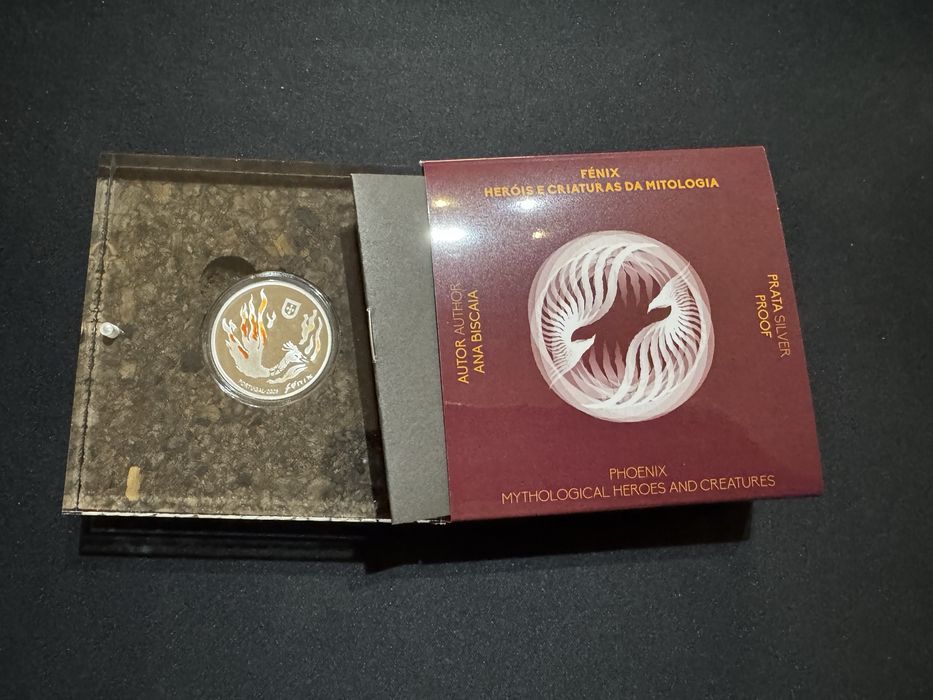 FÉNIX
HERÓIS E CRIATURAS DA MITOLOGIA
AUTOR AUTHOR
ANA BISCAIA
PRATA SILVER
PROOF
PHOENIX
MYTHOLOGICAL HEROES AND CREATURES
PORTUGAL
Fénix